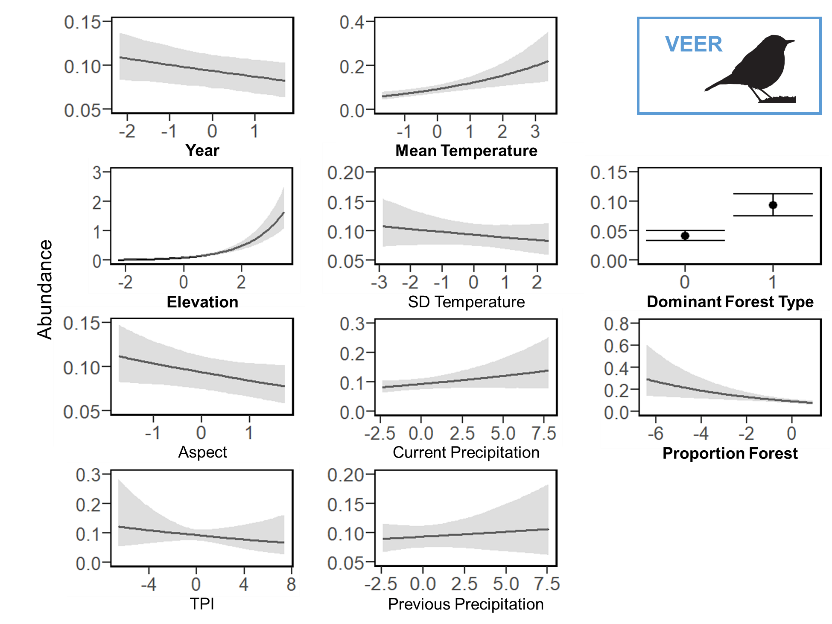 0.15
0.10
0.05
-2 -1 0 1
Year
0.4
0.2
0.0
-1 0 1 2 3
Mean Temperature
VEER
Abundance
3
2
1
0
-2 0 2
Elevation
0.20
0.15
0.10
0.05
-3 -2 -1 0 1 2
SD Temperature
0.15
0.10
0.05
0.00
0 1
Dominant Forest Type
0.15
0.10
0.05
-1 0 1
Aspect
0.3
0.2
0.1
0.0
-2.5 0.0 2.5 5.0 7.5
Current Precipitation
0.8
0.6
0.4
0.2
0.0
-6 -4 -2 0
Proportion Forest
0.3
0.2
0.1
0.0
-4 0 4 8
TPI
0.20
0.15
0.10
0.05
-2.5 0.0 2.5 5.0 7.5
Previous Precipitation